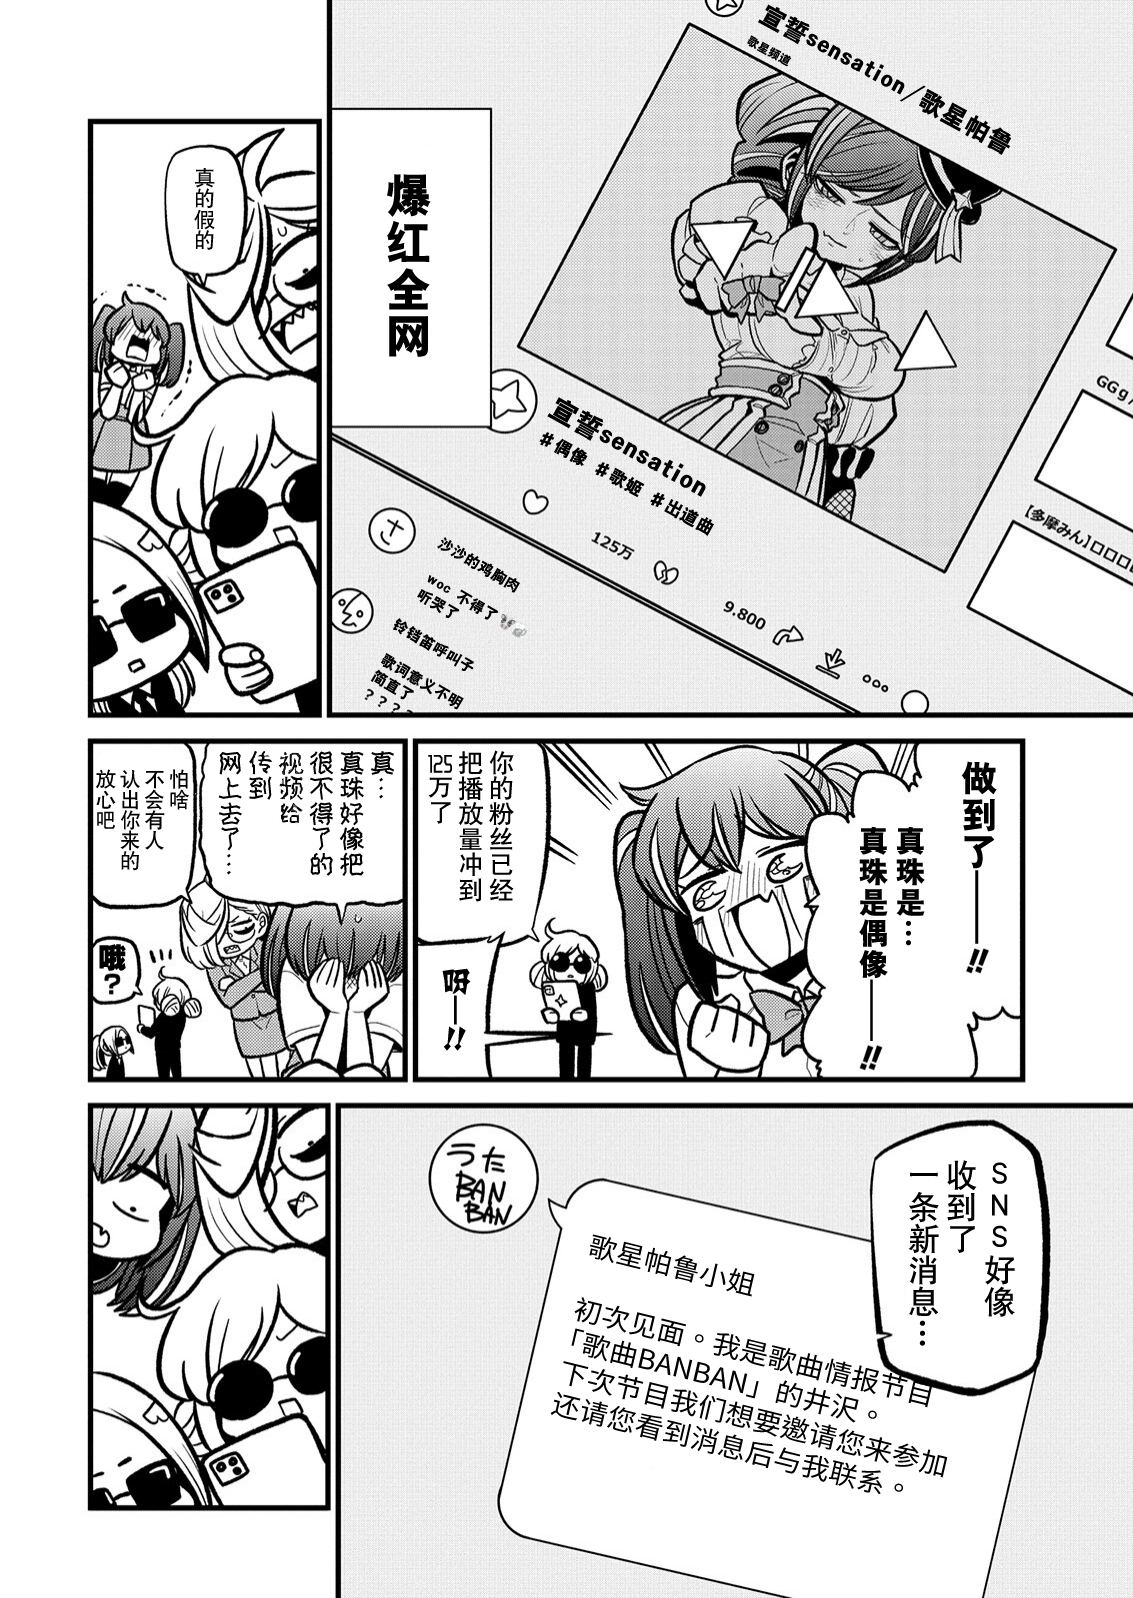 宣誓sensation／歌星帕鲁
歌星频道
爆红全网
宣誓sensation
#偶像 #歌姬 #出道曲
125万
9.800
GGg/
【多摩みん】ロロロ
沙沙的鸡胸肉
woc 不得了
听哭了
铃铛笛呼叫子
歌词意义不明
简直了
????
真的假的
做到了——!!
真珠是…
真珠是偶像——!!
你的粉丝已经
把播放量冲到
125万了
呀—!!
真…
真珠好像把
很不得了的
视频给
传到
网上去了…
怕啥
不会有人
认出你来的
放心吧
哦?
SNS好像
收到了
一条新消息…
うた
BAN
BAN
歌星帕鲁小姐
初次见面。我是歌曲情报节目
「歌曲BANBAN」的井沢。
下次节目我们想要邀请您来参加
还请您看到消息后与我联系。